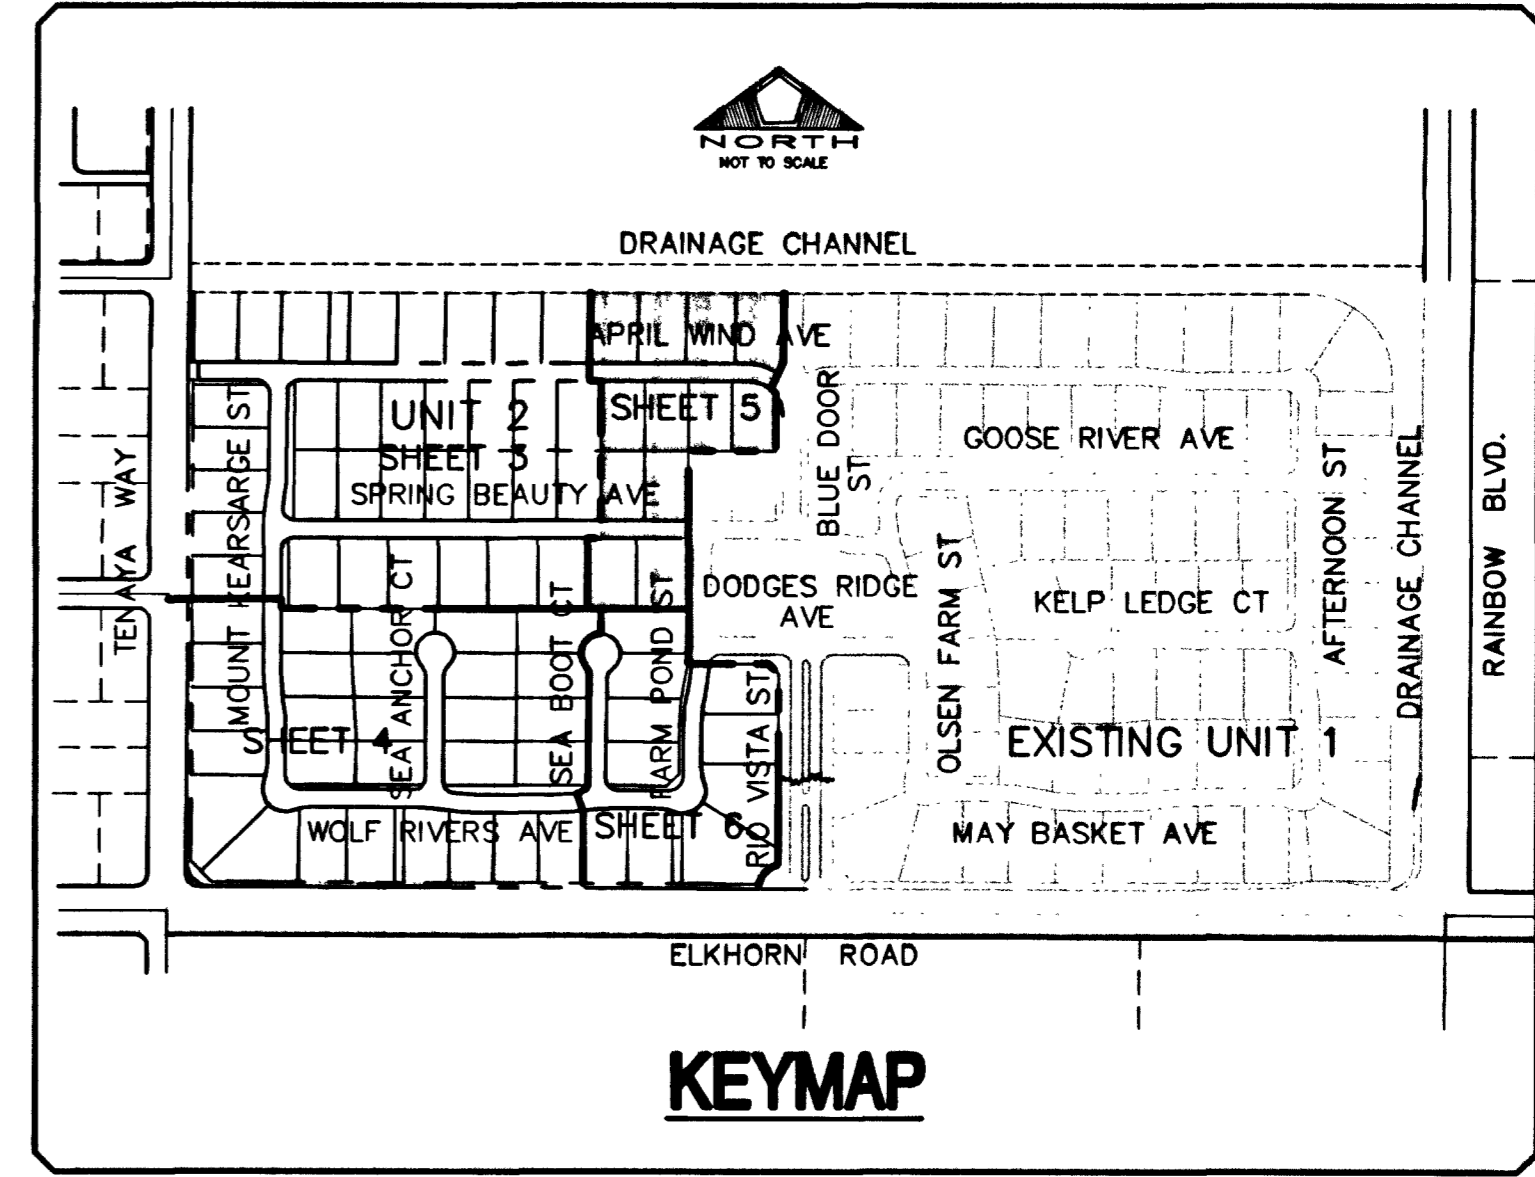 NORTH
NOT TO SCALE
DRAINAGE CHANNEL
APRIL WIND AVE
UNIT 2
SHEET 3
SHEET 5
SPRING BEAUTY AVE
BLUE DOOR
ST
GOOSE RIVER AVE
TENAYA WAY
MOUNT KEARSARGE ST
SEA ANCHOR CT
SEA BOOT CT
FARM POND ST
DODGES RIDGE
AVE
OLSEN FARM ST
KELP LEDGE CT
AFTERNOON ST
DRAINAGE CHANNEL
RAINBOW BLVD.
SHEET 4
RIO VISTA ST
EXISTING UNIT 1
WOLF RIVERS AVE
SHEET 6
MAY BASKET AVE
ELKHORN ROAD
KEYMAP